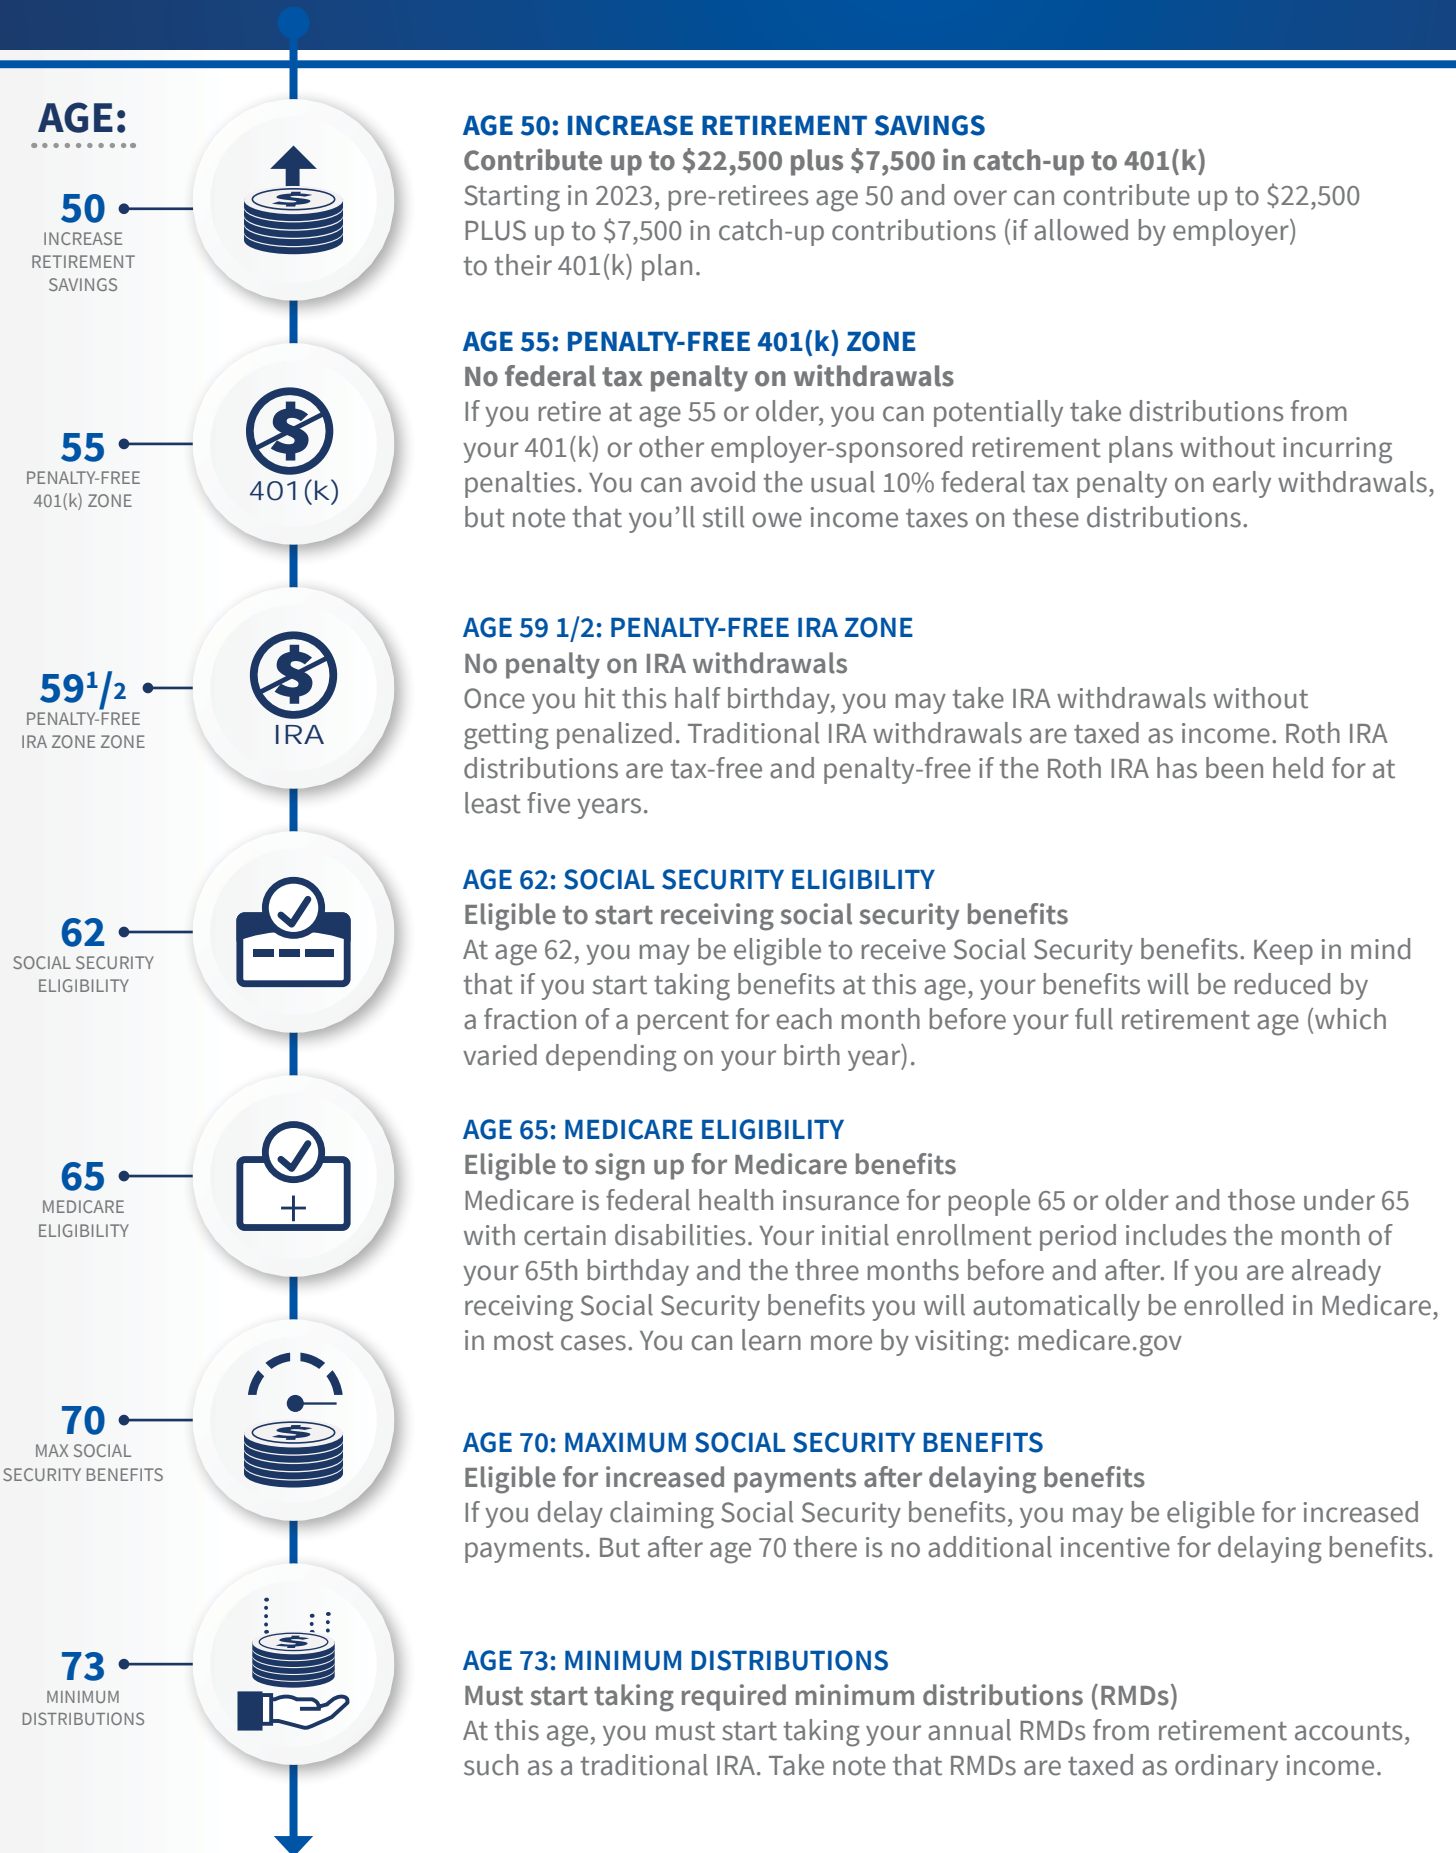 AGE:
50
INCREASE
RETIREMENT
SAVINGS
AGE 50: INCREASE RETIREMENT SAVINGS
Contribute up to $22,500 plus $7,500 in catch-up to 401(k)
Starting in 2023, pre-retirees age 50 and over can contribute up to $22,500
PLUS up to $7,500 in catch-up contributions (if allowed by employer)
to their 401(k) plan.
55
PENALTY-FREE
401(k) ZONE
$
401(k)
AGE 55: PENALTY-FREE 401(k) ZONE
No federal tax penalty on withdrawals
If you retire at age 55 or older, you can potentially take distributions from
your 401(k) or other employer-sponsored retirement plans without incurring
penalties. You can avoid the usual 10% federal tax penalty on early withdrawals,
but note that you’ll still owe income taxes on these distributions.
59 1/2
PENALTY-FREE
IRA ZONE ZONE
$
IRA
AGE 59 1/2: PENALTY-FREE IRA ZONE
No penalty on IRA withdrawals
Once you hit this half birthday, you may take IRA withdrawals without
getting penalized. Traditional IRA withdrawals are taxed as income. Roth IRA
distributions are tax-free and penalty-free if the Roth IRA has been held for at
least five years.
62
SOCIAL SECURITY
ELIGIBILITY
AGE 62: SOCIAL SECURITY ELIGIBILITY
Eligible to start receiving social security benefits
At age 62, you may be eligible to receive Social Security benefits. Keep in mind
that if you start taking benefits at this age, your benefits will be reduced by
a fraction of a percent for each month before your full retirement age (which
varied depending on your birth year).
65
MEDICARE
ELIGIBILITY
AGE 65: MEDICARE ELIGIBILITY
Eligible to sign up for Medicare benefits
Medicare is federal health insurance for people 65 or older and those under 65
with certain disabilities. Your initial enrollment period includes the month of
your 65th birthday and the three months before and after. If you are already
receiving Social Security benefits you will automatically be enrolled in Medicare,
in most cases. You can learn more by visiting: medicare.gov
70
MAX SOCIAL
SECURITY BENEFITS
AGE 70: MAXIMUM SOCIAL SECURITY BENEFITS
Eligible for increased payments after delaying benefits
If you delay claiming Social Security benefits, you may be eligible for increased
payments. But after age 70 there is no additional incentive for delaying benefits.
73
MINIMUM
DISTRIBUTIONS
AGE 73: MINIMUM DISTRIBUTIONS
Must start taking required minimum distributions (RMDs)
At this age, you must start taking your annual RMDs from retirement accounts,
such as a traditional IRA. Take note that RMDs are taxed as ordinary income.